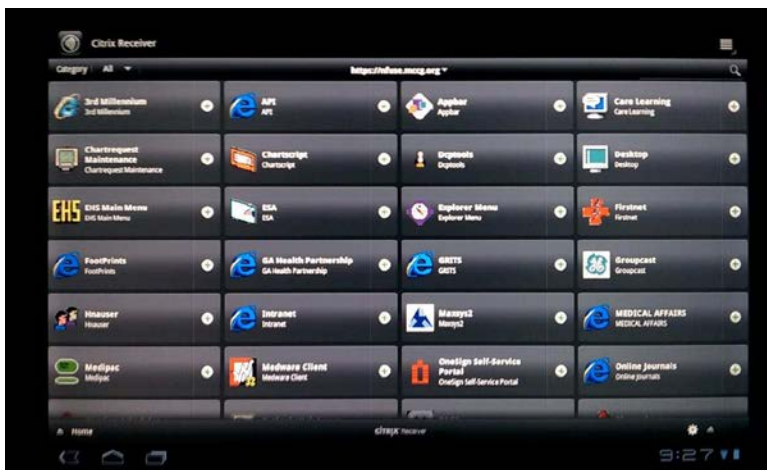 Citrix Receiver
Category All
https://nfuse.mccg.org
3rd Millennium
3rd Millennium
API
API
Appbar
Appbar
Care Learning
Care Learning
Chartrequest
Maintenance
Chartrequest Maintenance
Chartscript
Chartscript
Dcptools
Dcptools
Desktop
Desktop
EHS
EHS Main Menu
EHS Main Menu
ESA
ESA
Explorer Menu
Explorer Menu
Firstnet
Firstnet
FootPrints
FootPrints
GA Health Partnership
GA Health Partnership
GRITS
GRITS
Groupcast
Groupcast
Hnauser
Hnauser
Intranet
Intranet
Maxsys2
Maxsys2
MEDICAL AFFAIRS
MEDICAL AFFAIRS
Medipac
Medipac
Medware Client
Medware Client
OneSign Self-Service
Portal
OneSign Self-Service Portal
Online Journals
Online Journals
Home
citrix Receiver
9:27